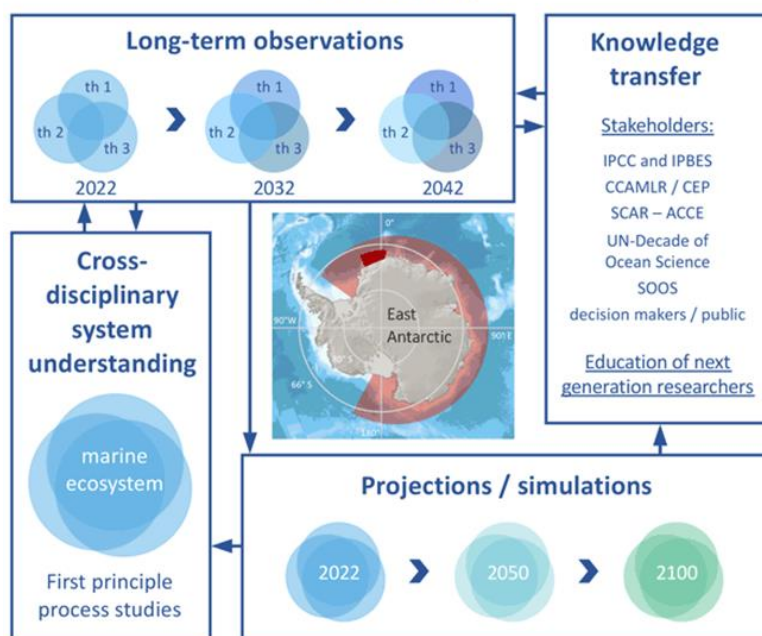 Long-term observations
th 1
th 2
th 3
2022
th 1
th 2
th 3
2032
th 1
th 2
th 3
2042
Knowledge
transfer
Stakeholders:
IPCC and IPBES
CCAMLR / CEP
SCAR – ACCE
UN-Decade of
Ocean Science
SOOS
decision makers / public
Education of next
generation researchers
Cross-
disciplinary
system
understanding
marine
ecosystem
First principle
process studies
0°
90°W
East
Antarctic
90°E
80° S
66° S
180°
Projections / simulations
2022
2050
2100